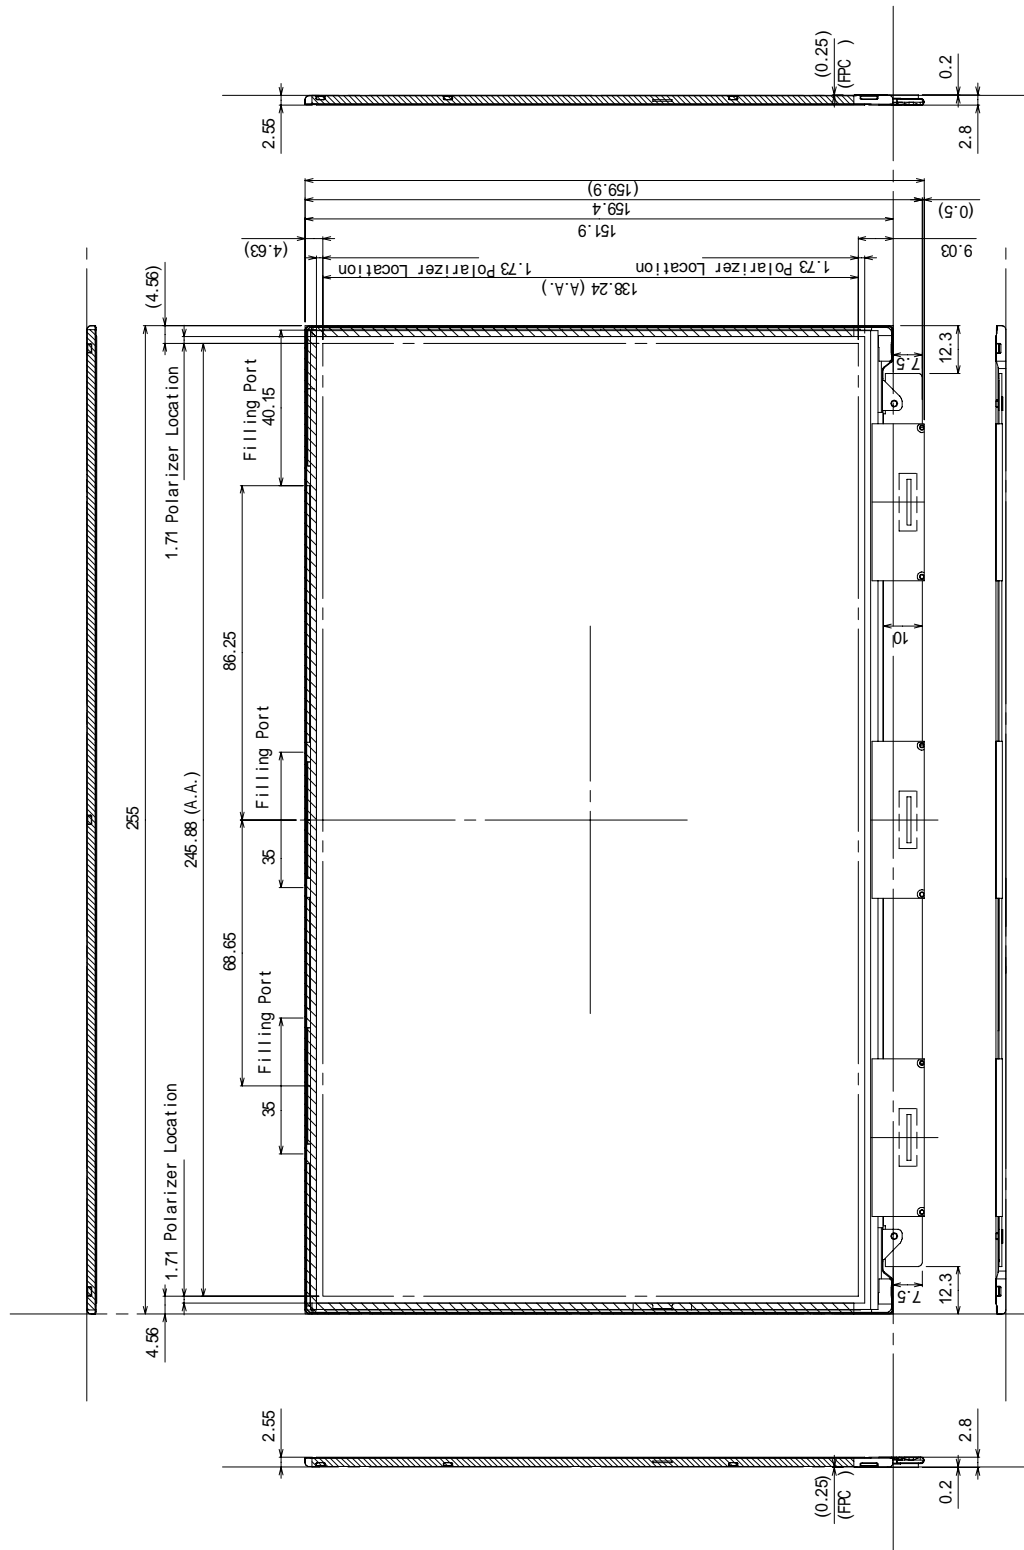 (0.25)
(FPC )
0.2
2.55
2.8
(159.9)
159.4
151.9
(0.5)
(4.63)
9.03
1.73 Polarizer Location
1.73 Polarizer Location
138.24 (A.A.)
(4.56)
12.3
7.5
1.71 Polarizer Location
Filling Port
40.15
86.25
10
Filling Port
255
245.88 (A.A.)
35
68.65
Filling Port
35
1.71 Polarizer Location
7.5
12.3
4.56
2.55
2.8
(0.25)
(FPC )
0.2